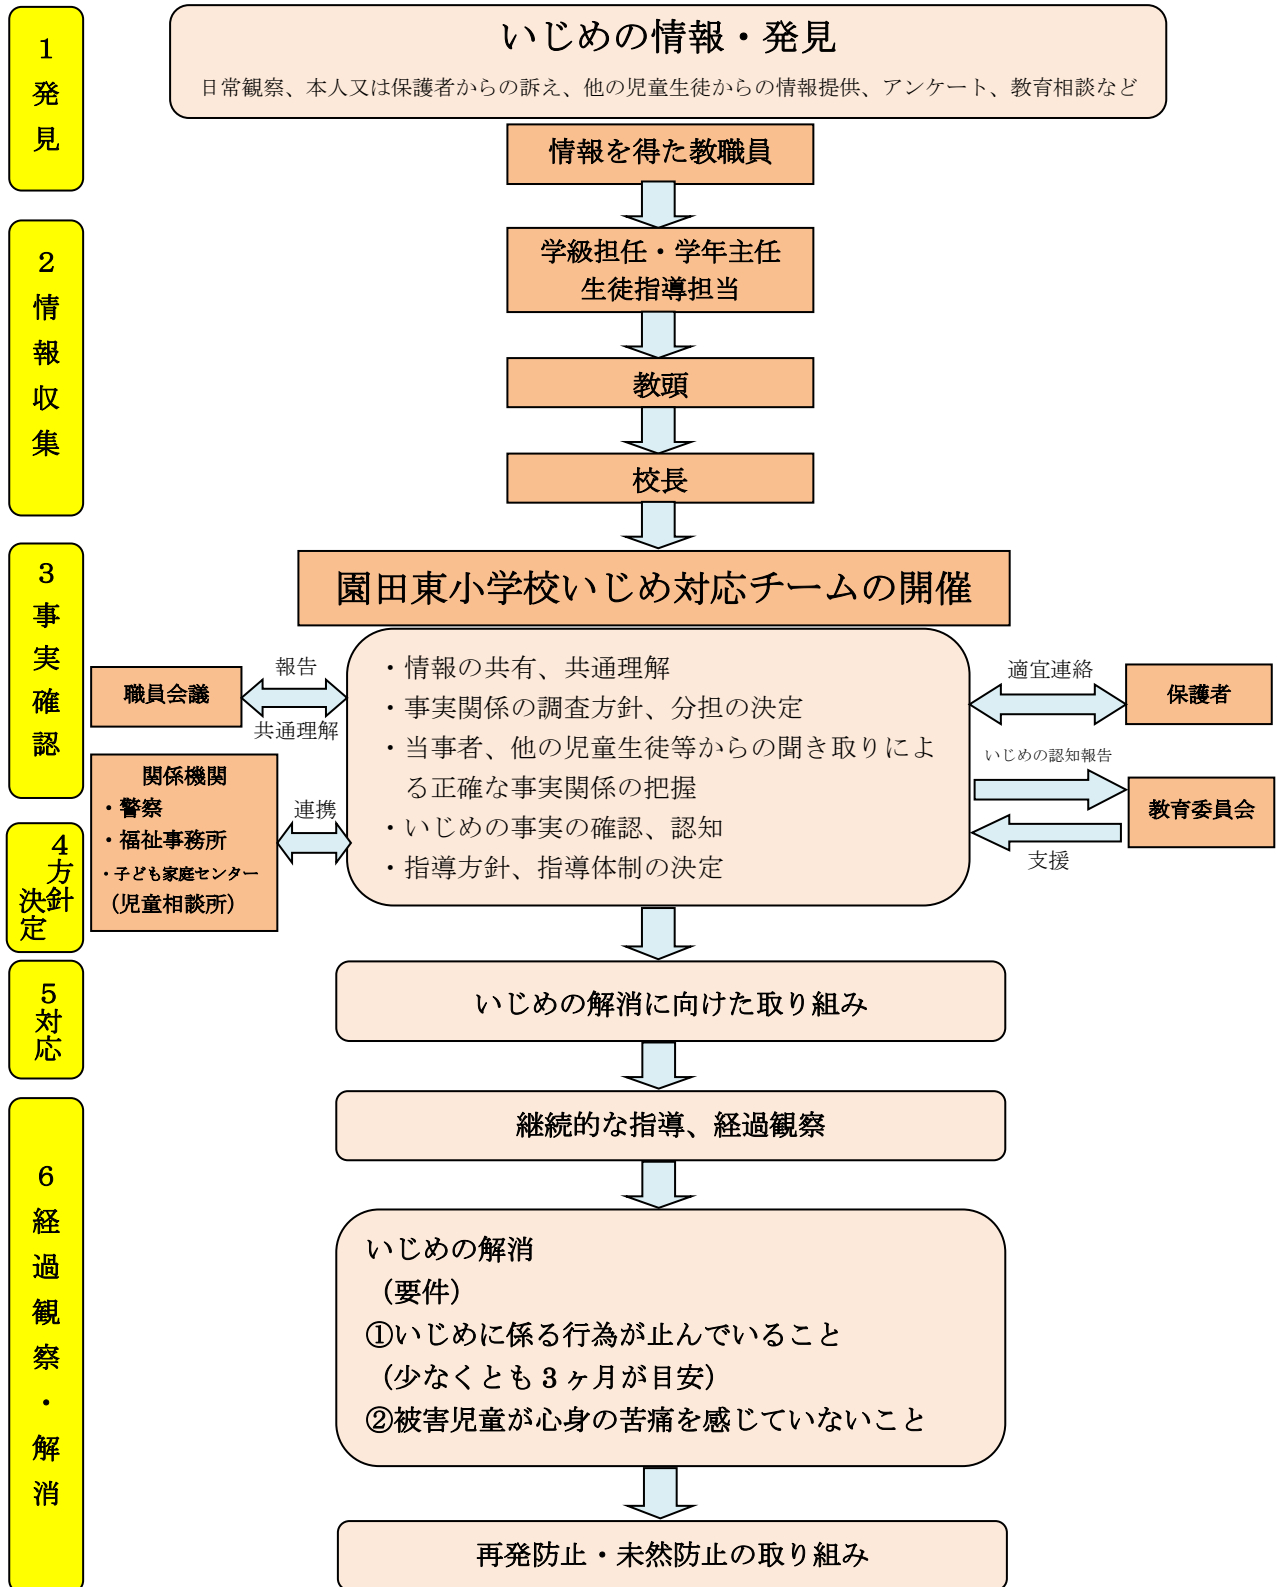 １
発
見
いじめの情報・発見
日常観察、本人又は保護者からの訴え、他の児童生徒からの情報提供、アンケート、教育相談など
情報を得た教職員
２
情
報
収
集
学級担任・学年主任
生徒指導担当
教頭
校長
３
事
実
確
認
園田東小学校いじめ対応チームの開催
・情報の共有、共通理解
・事実関係の調査方針、分担の決定
・当事者、他の児童生徒等からの聞き取りによ
る正確な事実関係の把握
・いじめの事実の確認、認知
・指導方針、指導体制の決定
職員会議
報告
共通理解
関係機関
・警察
・福祉事務所
・子ども家庭センター
（児童相談所）
連携
適宜連絡
保護者
いじめの認知報告
教育委員会
支援
４方針
決定
５
対
応
いじめの解消に向けた取り組み
６
経
過
観
察
・
解
消
継続的な指導、経過観察
いじめの解消
（要件）
①いじめに係る行為が止んでいること
（少なくとも 3 ヶ月が目安）
②被害児童が心身の苦痛を感じていないこと
再発防止・未然防止の取り組み